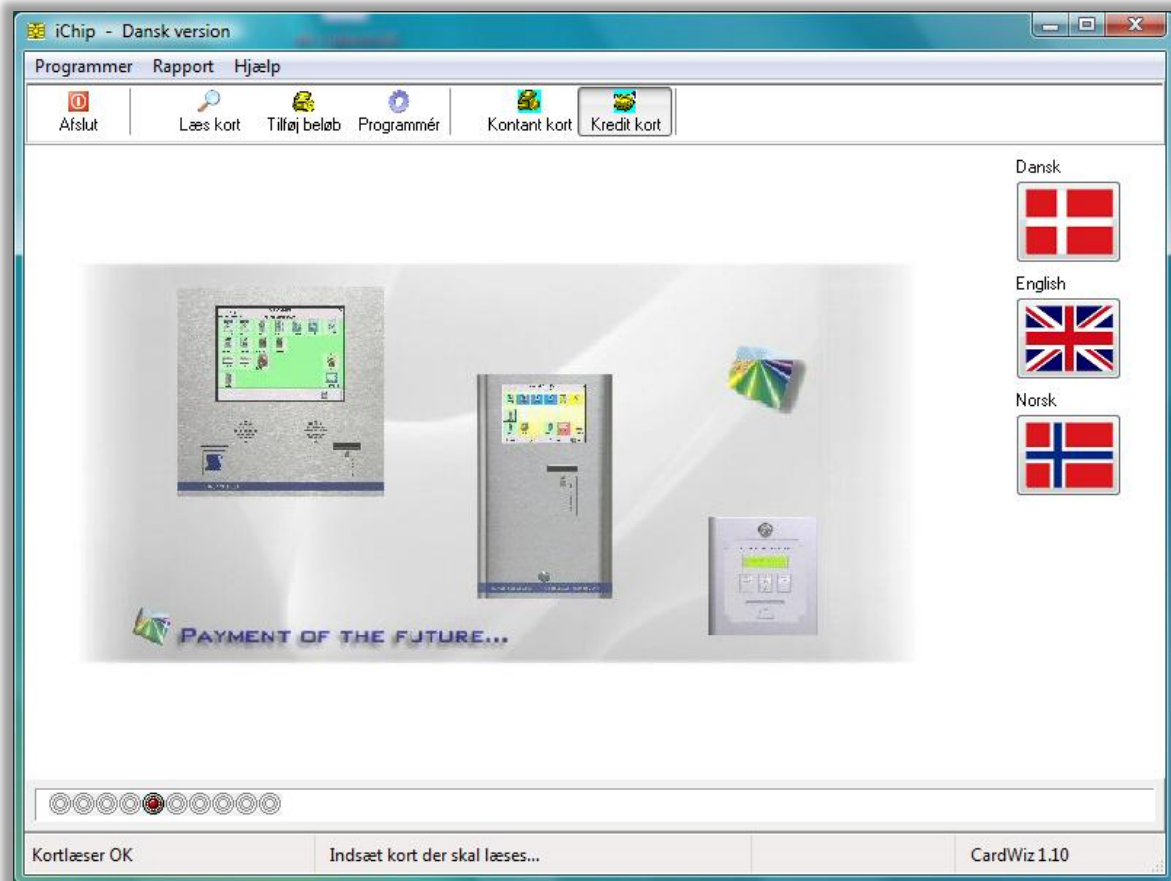 iChip - Dansk version
Programmer Rapport Hjælp
Afslut Læs kort Tilføj beløb Programmér Kontant kort Kredit kort
Dansk
English
Norsk
PAYMENT OF THE FUTURE...
Kortlæser OK Indsæt kort der skal læses... CardWiz 1.10